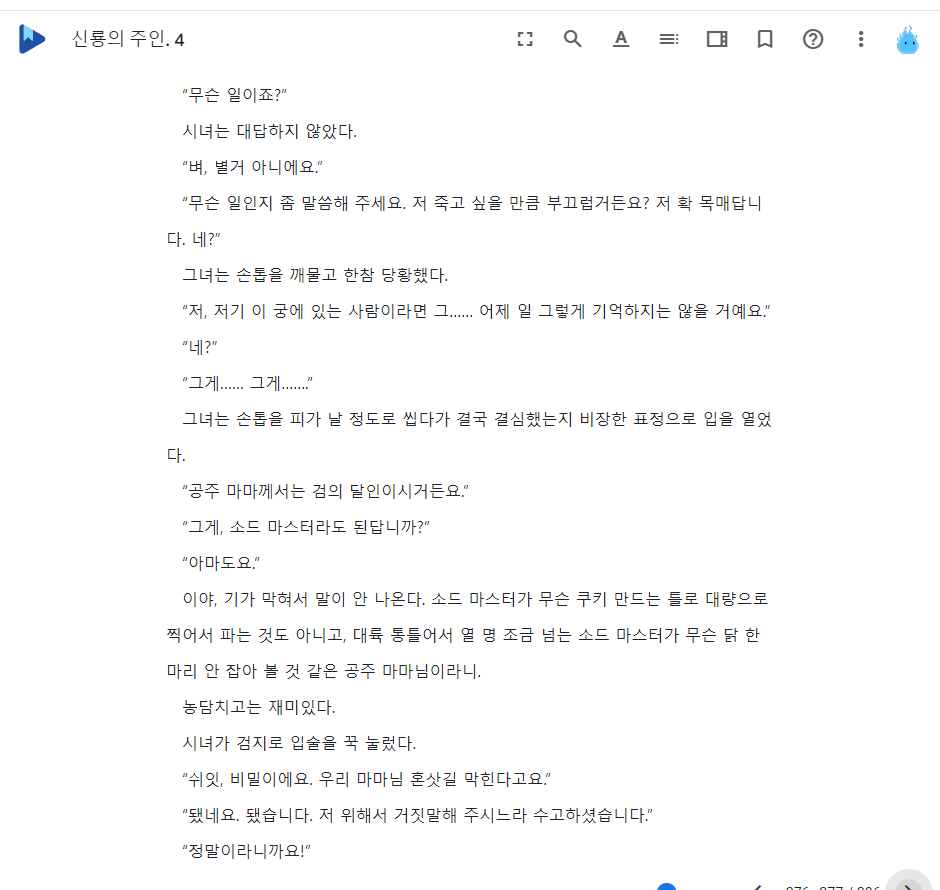 신룡의 주인. 4
“무슨 일이죠?”
시녀는 대답하지 않았다.
“벼, 별거 아니에요.”
“무슨 일인지 좀 말씀해 주세요. 저 죽고 싶을 만큼 부끄럽거든요? 저 확 목매답니
다. 네?”
그녀는 손톱을 깨물고 한참 당황했다.
“저, 저기 이 궁에 있는 사람이라면 그…… 어제 일 그렇게 기억하지는 않을 거예요.”
“네?”
“그게…… 그게…….”
그녀는 손톱을 피가 날 정도로 씹다가 결국 결심했는지 비장한 표정으로 입을 열었
다.
“공주 마마께서는 검의 달인이시거든요.”
“그게, 소드 마스터라도 된답니까?”
“아마도요.”
이야, 기가 막혀서 말이 안 나온다. 소드 마스터가 무슨 쿠키 만드는 틀로 대량으로
찍어서 파는 것도 아니고, 대륙 통틀어서 열 명 조금 넘는 소드 마스터가 무슨 닭 한
마리 안 잡아 볼 것 같은 공주 마마님이라니.
농담치고는 재미있다.
시녀가 검지로 입술을 꾹 눌렀다.
“쉬잇, 비밀이에요. 우리 마마님 혼삿길 막힌다고요.”
“됐네요. 됐습니다. 저 위해서 거짓말해 주시느라 수고하셨습니다.”
“정말이라니까요!”